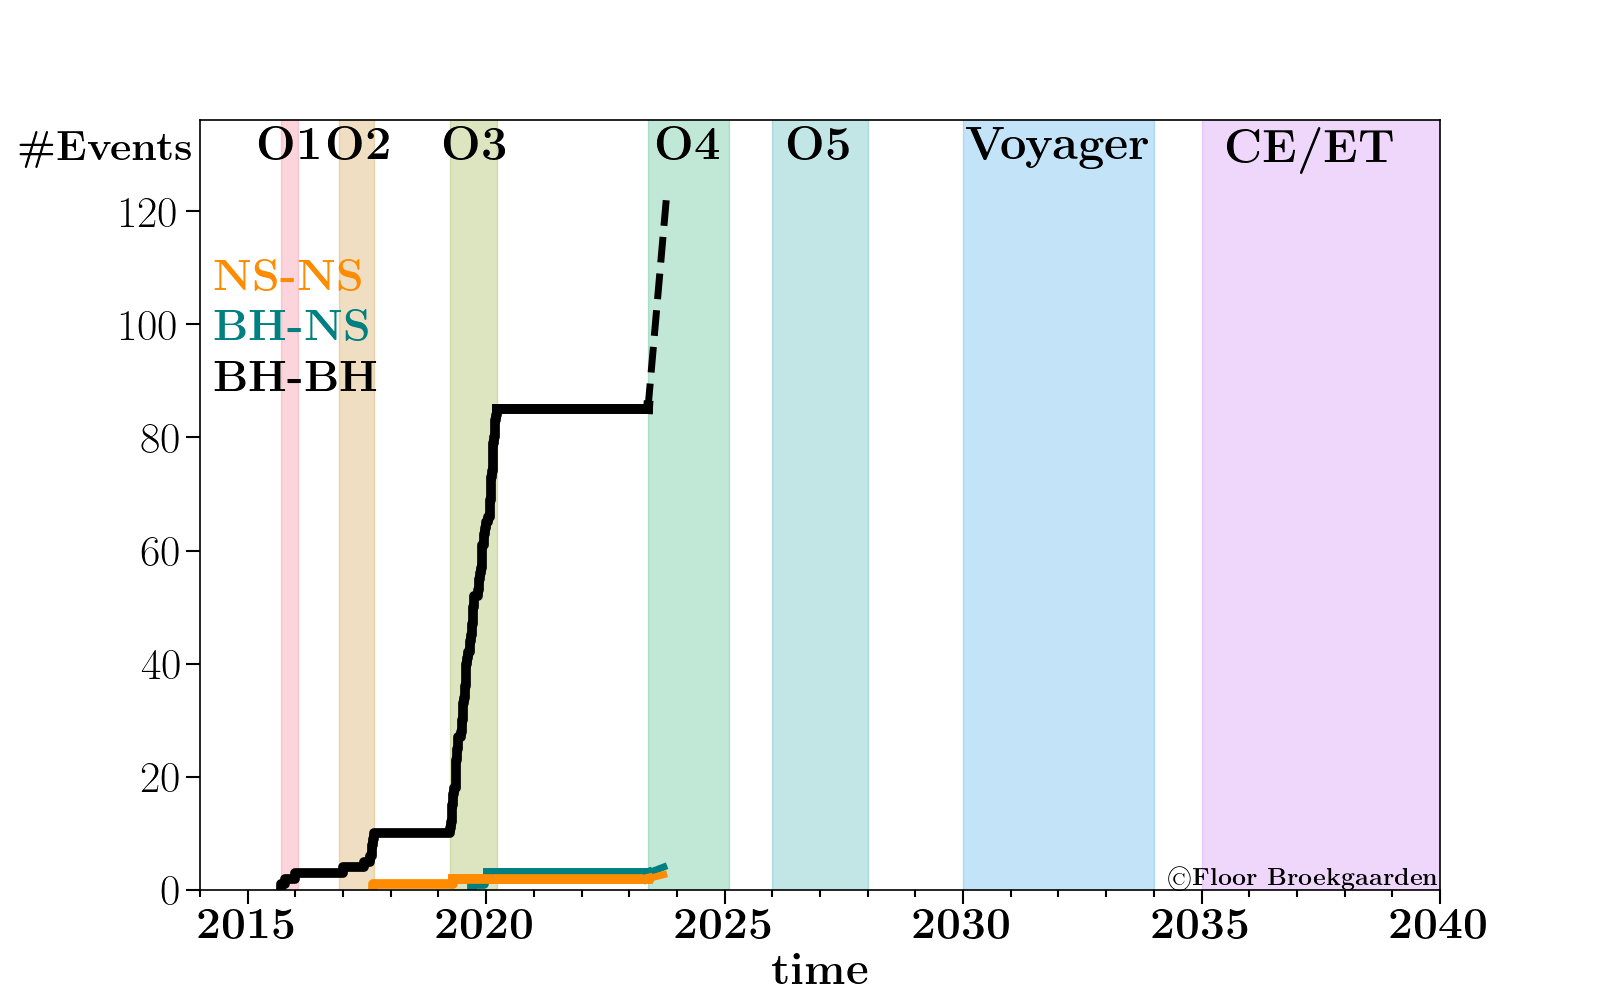 #Events
O1 O2 O3 O4 O5 Voyager CE/ET
120
NS-NS
100
BH-NS
BH-BH
80
60
40
20
0
©Floor Broekgaarden
2015 2020 2025 2030 2035 2040
time